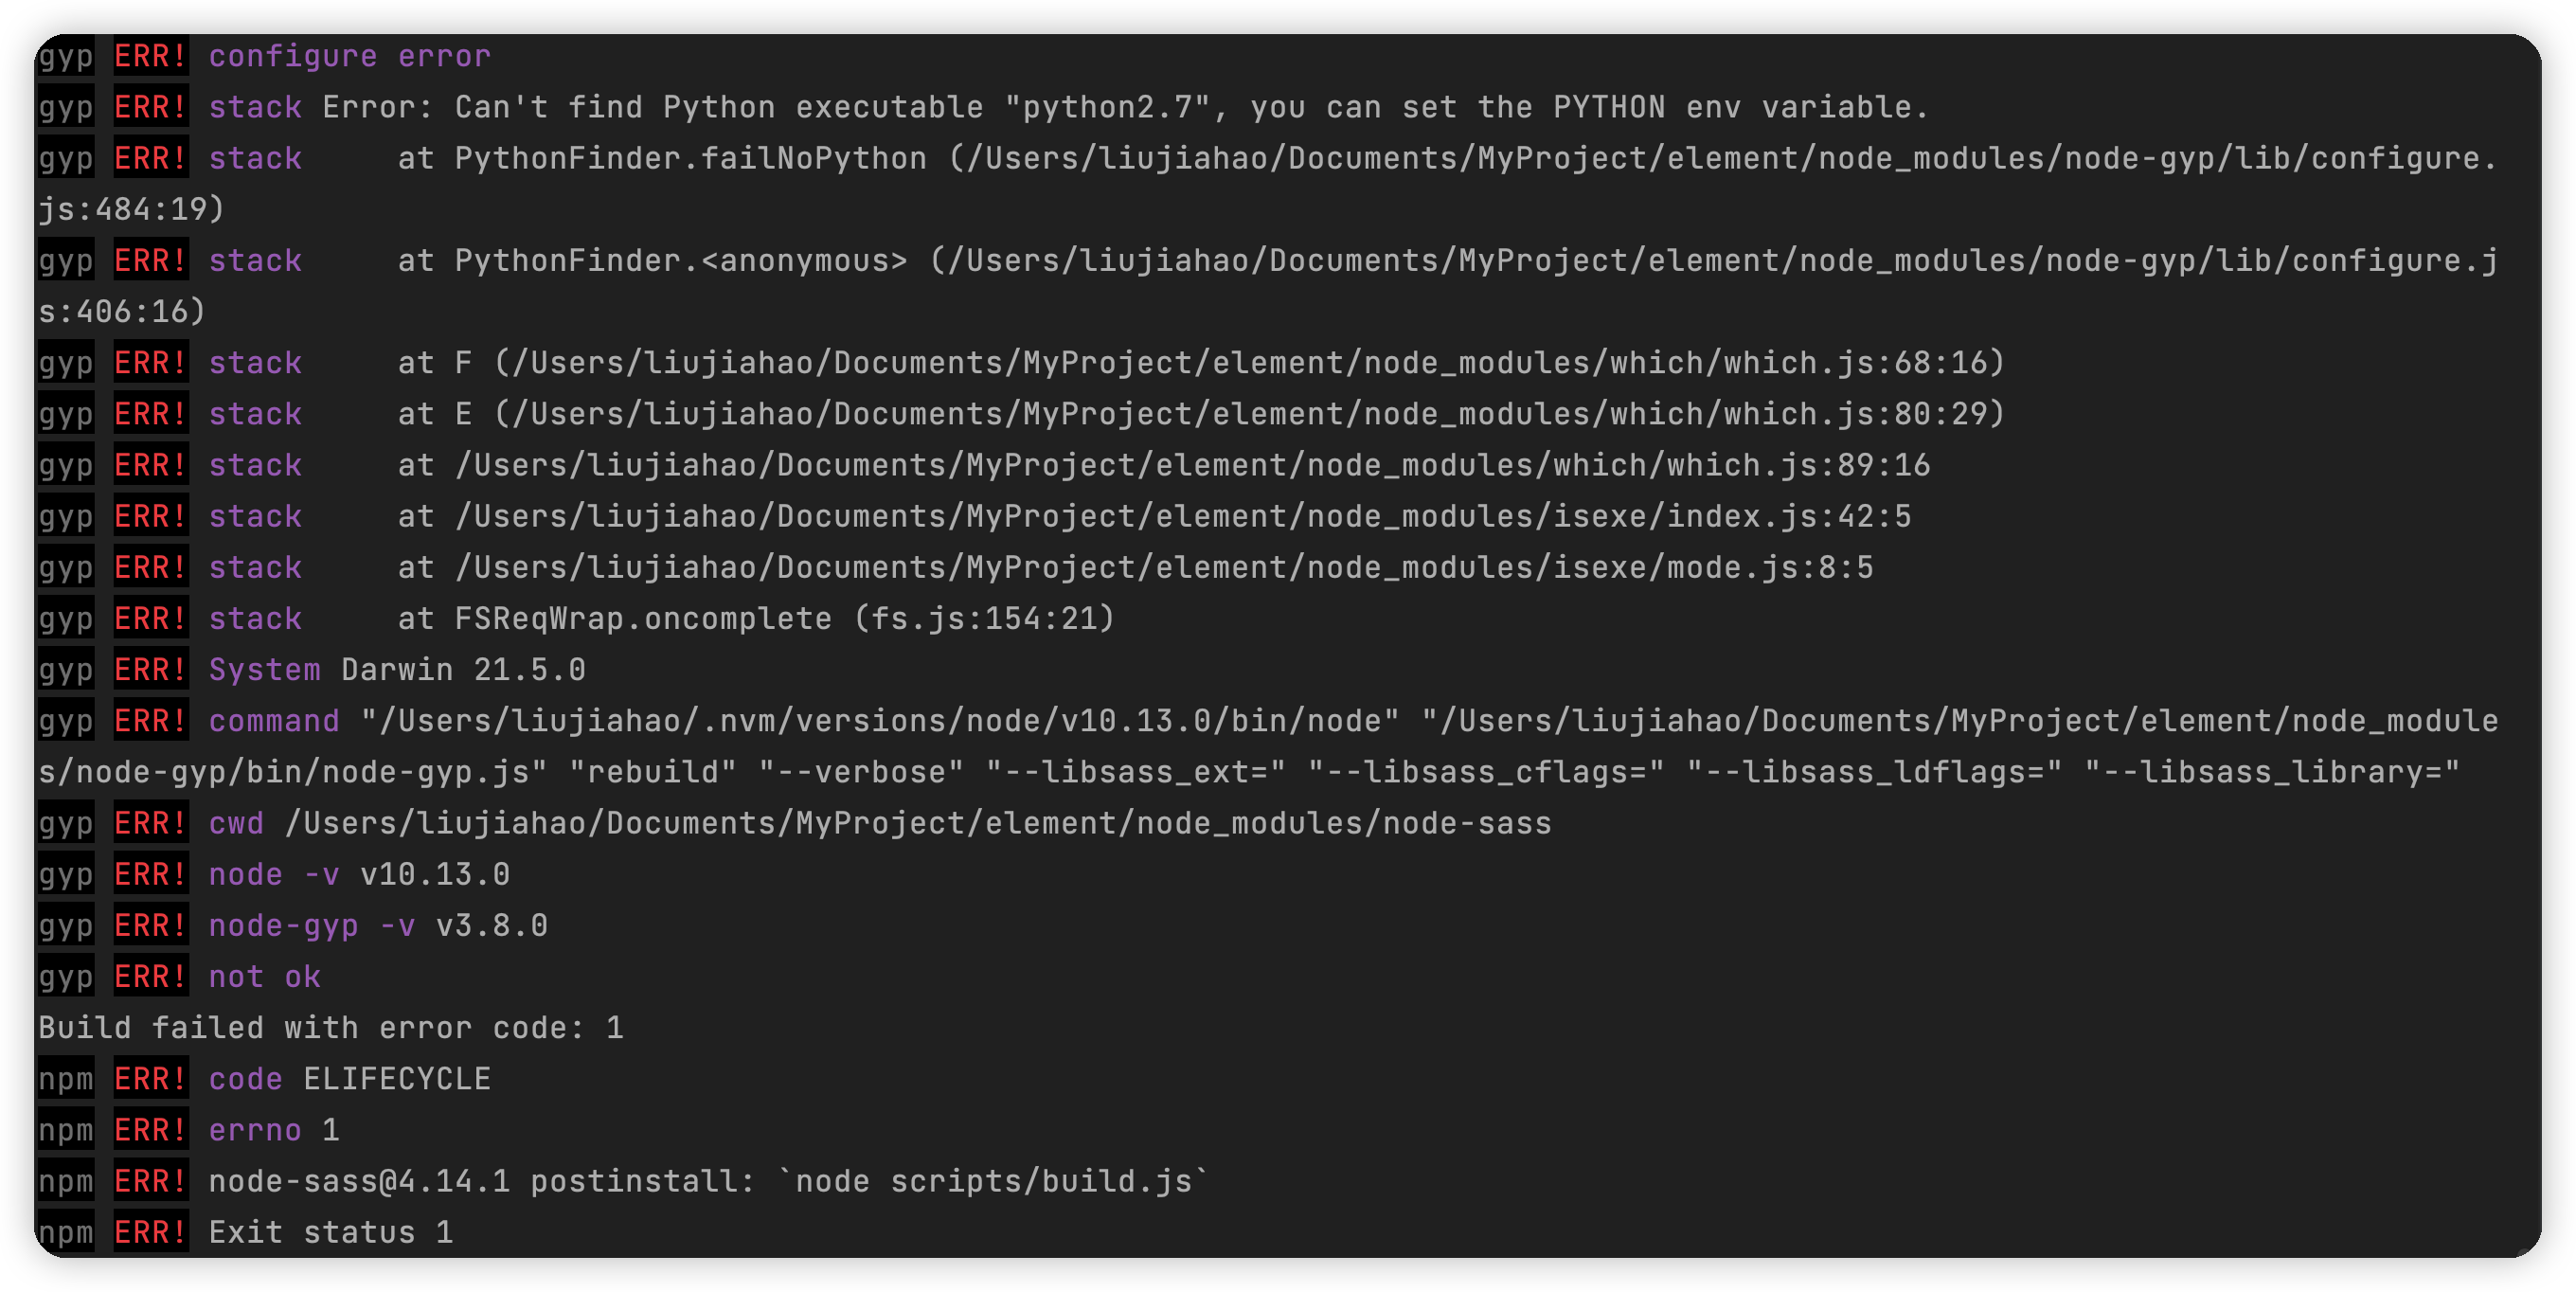 gyp ERR! configure error
gyp ERR! stack Error: Can't find Python executable "python2.7", you can set the PYTHON env variable.
gyp ERR! stack     at PythonFinder.failNoPython (/Users/liujiahao/Documents/MyProject/element/node_modules/node-gyp/lib/configure.
js:484:19)
gyp ERR! stack     at PythonFinder.<anonymous> (/Users/liujiahao/Documents/MyProject/element/node_modules/node-gyp/lib/configure.j
s:406:16)
gyp ERR! stack     at F (/Users/liujiahao/Documents/MyProject/element/node_modules/which/which.js:68:16)
gyp ERR! stack     at E (/Users/liujiahao/Documents/MyProject/element/node_modules/which/which.js:80:29)
gyp ERR! stack     at /Users/liujiahao/Documents/MyProject/element/node_modules/which/which.js:89:16
gyp ERR! stack     at /Users/liujiahao/Documents/MyProject/element/node_modules/isexe/index.js:42:5
gyp ERR! stack     at /Users/liujiahao/Documents/MyProject/element/node_modules/isexe/mode.js:8:5
gyp ERR! stack     at FSReqWrap.oncomplete (fs.js:154:21)
gyp ERR! System Darwin 21.5.0
gyp ERR! command "/Users/liujiahao/.nvm/versions/node/v10.13.0/bin/node" "/Users/liujiahao/Documents/MyProject/element/node_module
s/node-gyp/bin/node-gyp.js" "rebuild" "--verbose" "--libsass_ext=" "--libsass_cflags=" "--libsass_ldflags=" "--libsass_library="
gyp ERR! cwd /Users/liujiahao/Documents/MyProject/element/node_modules/node-sass
gyp ERR! node -v v10.13.0
gyp ERR! node-gyp -v v3.8.0
gyp ERR! not ok
Build failed with error code: 1
npm ERR! code ELIFECYCLE
npm ERR! errno 1
npm ERR! node-sass@4.14.1 postinstall: `node scripts/build.js`
npm ERR! Exit status 1